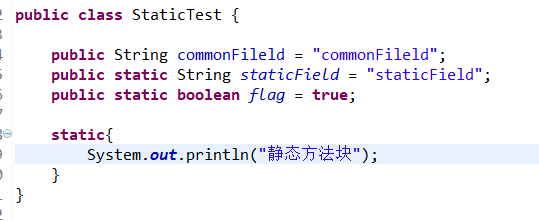 public class StaticTest {
public String commonFileld = "commonFileld";
public static String staticField = "staticField";
public static boolean flag = true;
static{
System.out.println("静态方法块");
}
}